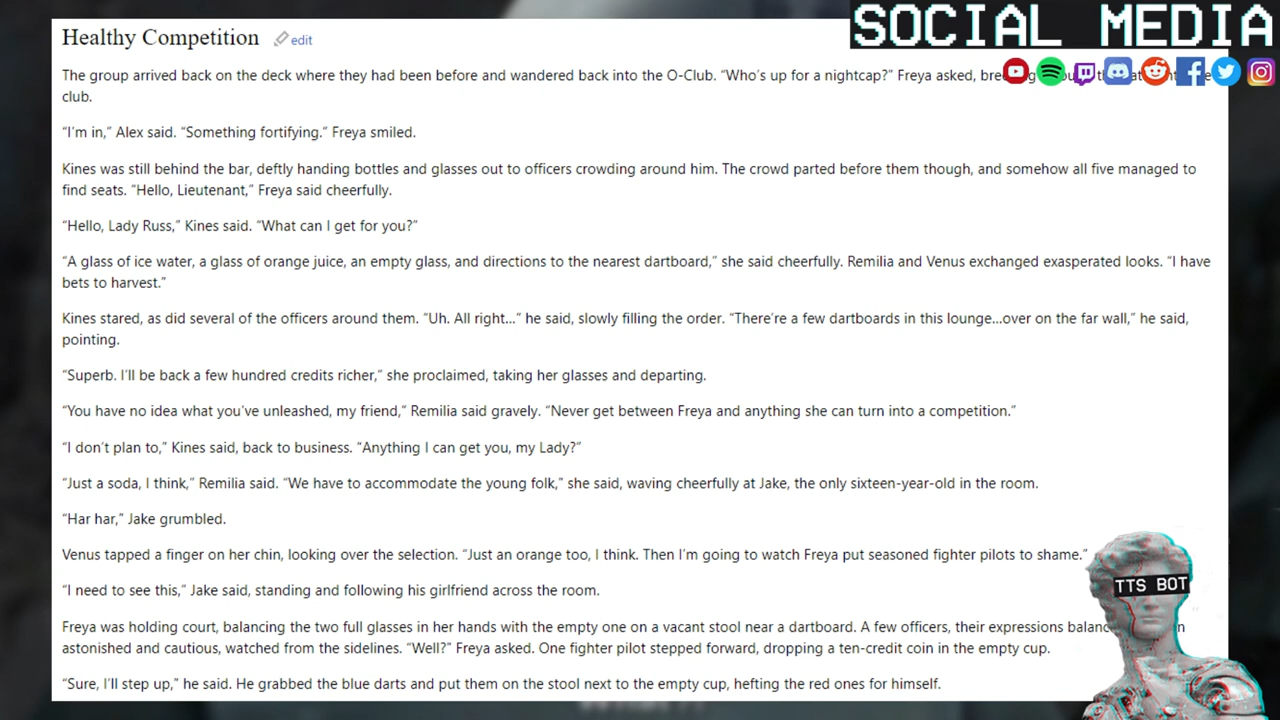 SOCIAL MEDIA
Healthy Competition edit
The group arrived back on the deck where they had been before and wandered back into the O-Club. “Who’s up for a nightcap?” Freya asked,
club.
“I’m in,” Alex said. “Something fortifying.” Freya smiled.
Kines was still behind the bar, deftly handing bottles and glasses out to officers crowding around him. The crowd parted before them though, and somehow all five managed to
find seats. “Hello, Lieutenant,” Freya said cheerfully.
“Hello, Lady Russ,” Kines said. “What can I get for you?”
“A glass of ice water, a glass of orange juice, an empty glass, and directions to the nearest dartboard,” she said cheerfully. Remilia and Venus exchanged exasperated looks. “I have
bets to harvest.”
Kines stared, as did several of the officers around them. “Uh. All right…” he said, slowly filling the order. “There’re a few dartboards in this lounge…over on the far wall,” he said,
pointing.
“Superb. I’ll be back a few hundred credits richer,” she proclaimed, taking her glasses and departing.
“You have no idea what you’ve unleashed, my friend,” Remilia said gravely. “Never get between Freya and anything she can turn into a competition.”
“I don’t plan to,” Kines said, back to business. “Anything I can get you, my Lady?”
“Just a soda, I think,” Remilia said. “We have to accommodate the young folk,” she said, waving cheerfully at Jake, the only sixteen-year-old in the room.
“Har har,” Jake grumbled.
Venus tapped a finger on her chin, looking over the selection. “Just an orange too, I think. Then I’m going to watch Freya put seasoned fighter pilots to shame.”
“I need to see this,” Jake said, standing and following his girlfriend across the room.
Freya was holding court, balancing the two full glasses in her hands with the empty one on a vacant stool near a dartboard. A few officers, their expressions
astonished and cautious, watched from the sidelines. “Well?” Freya asked. One fighter pilot stepped forward, dropping a ten-credit coin in the empty cup.
“Sure, I’ll step up,” he said. He grabbed the blue darts and put them on the stool next to the empty cup, hefting the red ones for himself.
TTS BOT